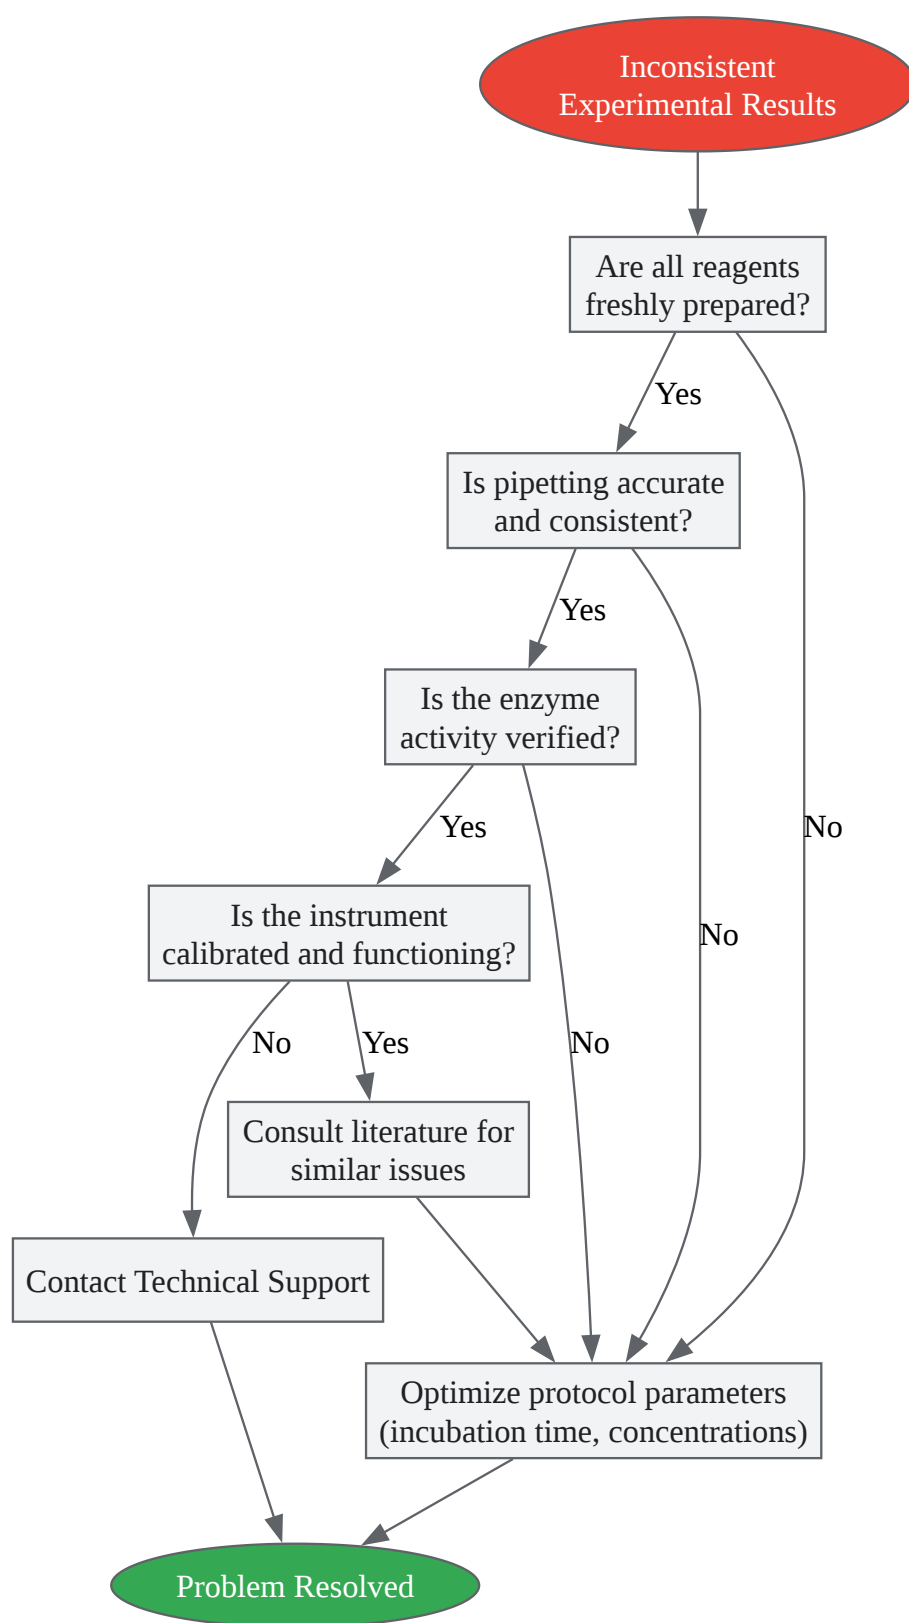 Inconsistent
Experimental Results
Are all reagents
freshly prepared?
Yes
Is pipetting accurate
and consistent?
Yes
Is the enzyme
activity verified?
Yes
No
Is the instrument
calibrated and functioning?
No
No
Yes
No
Consult literature for
similar issues
Contact Technical Support
Optimize protocol parameters
(incubation time, concentrations)
Problem Resolved